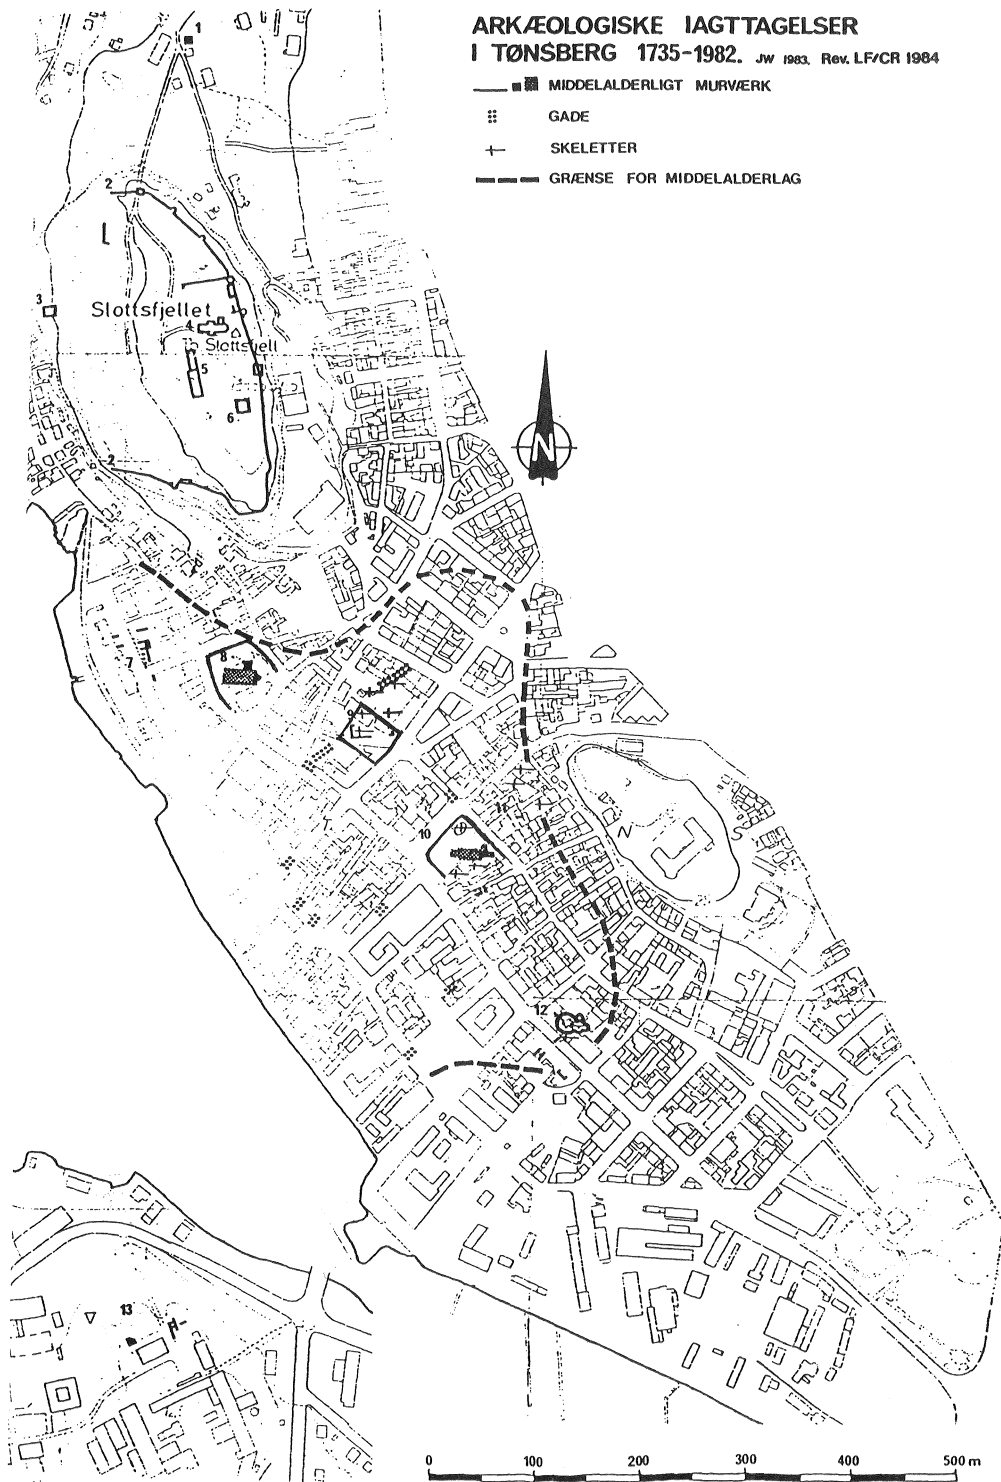 ARKÆOLOGISKE IAGTTAGELSER
I TØNSBERG 1735-1982. JW 1983. Rev. LF/CR 1984
MIDDELALDERLIGT MURVÆRK
GADE
SKELETTER
GRÆNSE FOR MIDDELALDERLAG
1
2
3
Slottsfjellet
4
Slottsfjell
5
6
N
2
7
8
9
10
11
12
13
0 100 200 300 400 500 m